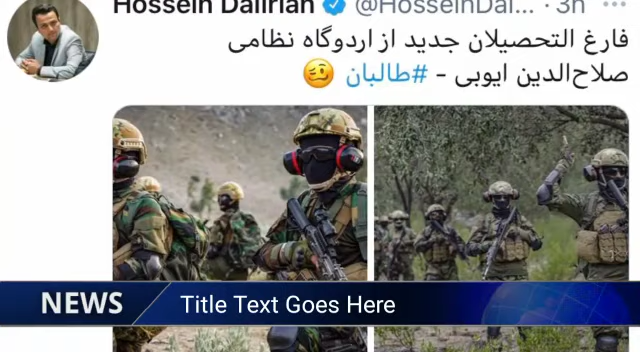 Hossein Dalirian @HosseinDal... · 3h
فارغ التحصیلان جدید از اردوگاه نظامی
صلاح‌الدین ایوبی - #طالبان 🥴
NEWS Title Text Goes Here